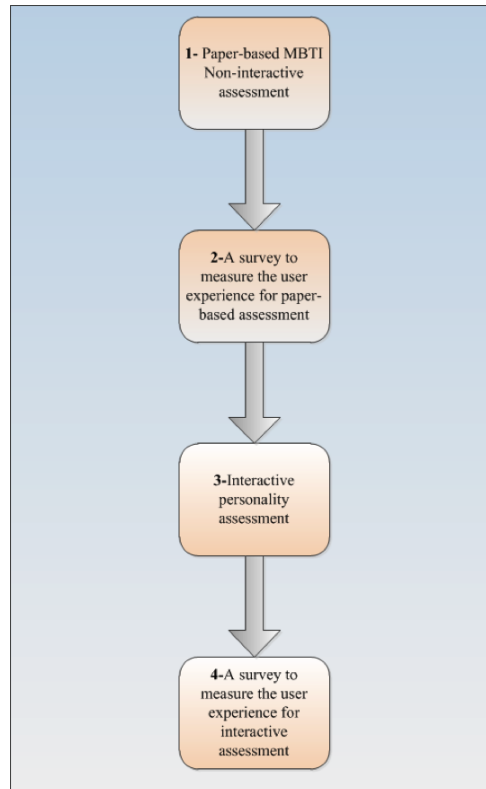 1- Paper-based MBTI
Non-interactive
assessment
2-A survey to
measure the user
experience for paper-
based assessment
3-Interactive
personality
assessment
4-A survey to
measure the user
experience for
interactive
assessment